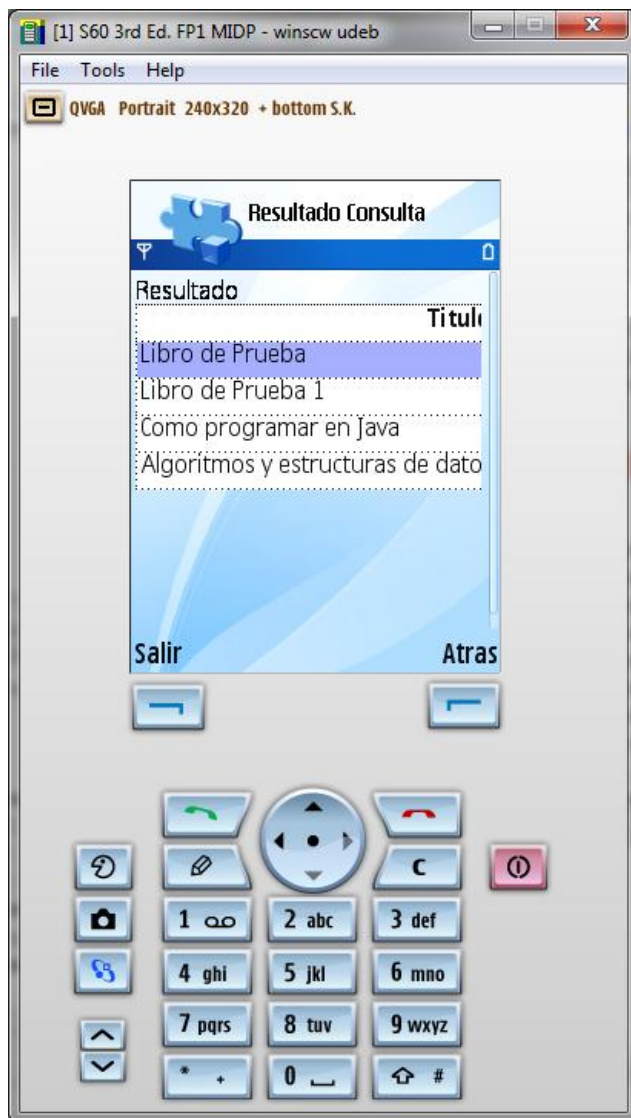 [1] S60 3rd Ed. FP1 MIDP - winscw udeb
File Tools Help
QVGA Portrait 240x320 + bottom S.K.
Resultado Consulta
Resultado
Titulo
Libro de Prueba
Libro de Prueba 1
Como programar en Java
Algorítmos y estructuras de dato
Salir Atras
C
1 2 abc 3 def
4 ghi 5 jkl 6 mno
7 pqrs 8 tuv 9 wxyz
* + 0 #